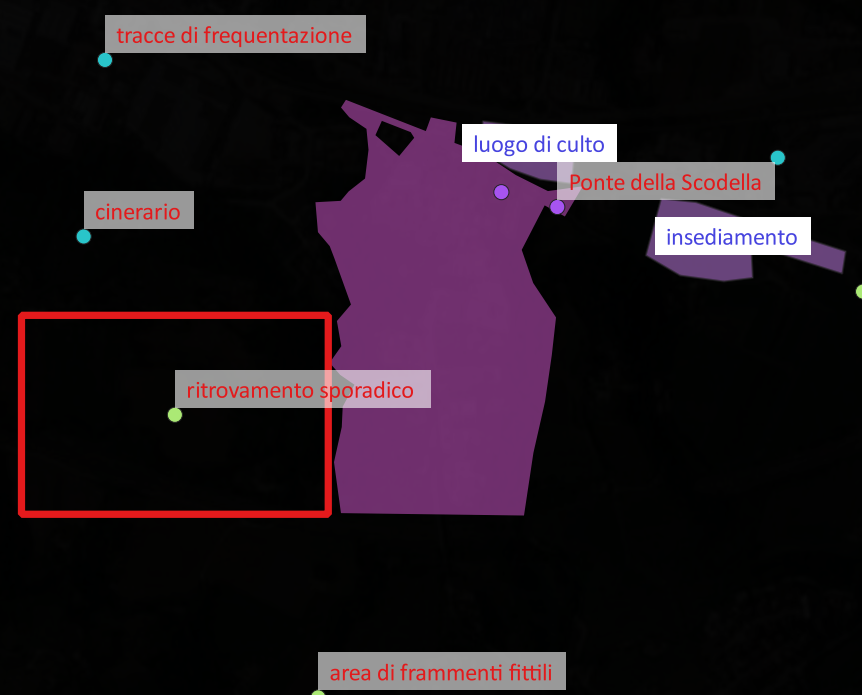 tracce di frequentazione
luogo di culto
Ponte della Scodella
cinerario
insediamento
ritrovamento sporadico
area di frammenti fittili